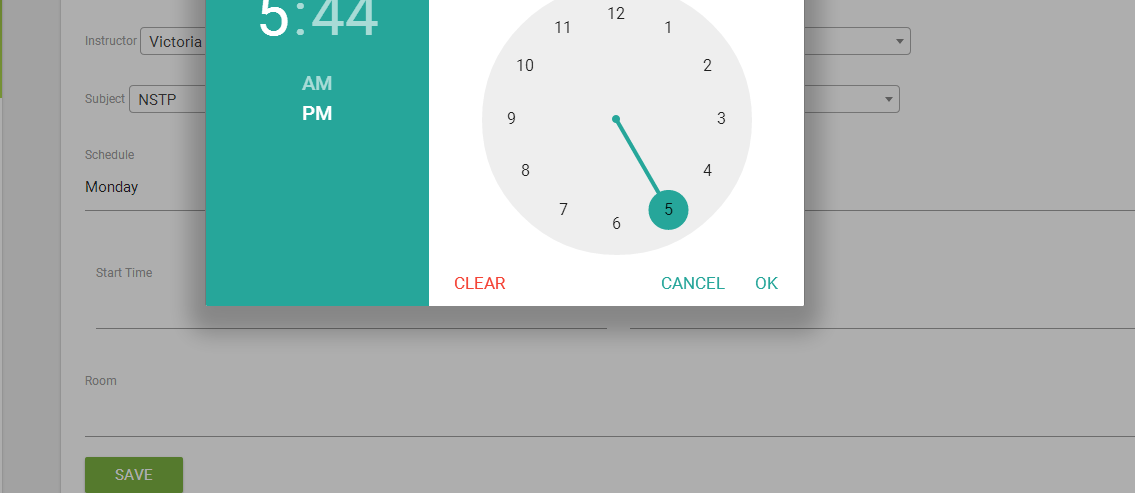 5:44
AM
PM
12
11
1
10
2
9
3
8
4
7
5
6
CLEAR
CANCEL
OK
Instructor Victoria
Subject NSTP
Schedule
Monday
Start Time
Room
SAVE